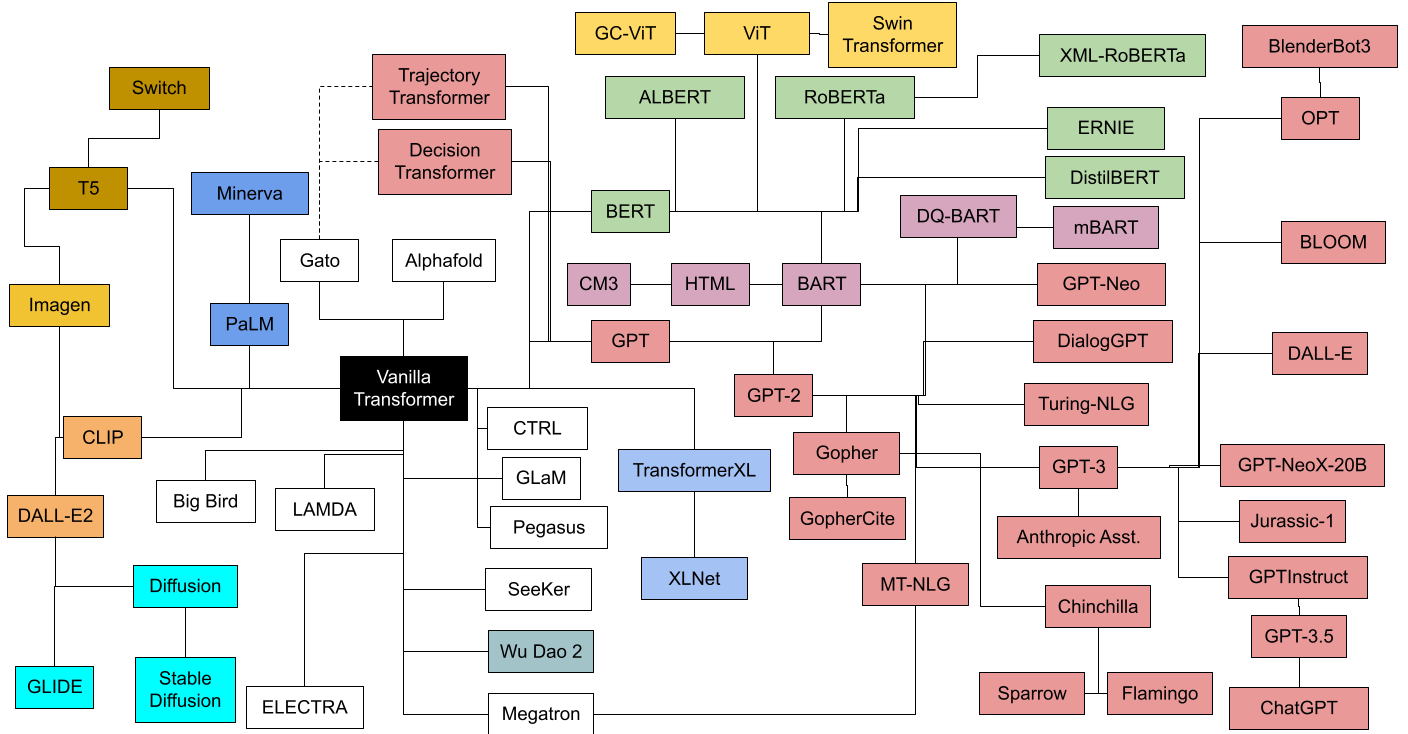 GC-ViT
ViT
Swin
Transformer
BlenderBot3
XML-RoBERTa
Switch
Trajectory
Transformer
ALBERT
RoBERTa
OPT
ERNIE
Decision
Transformer
DistilBERT
T5
Minerva
BERT
DQ-BART
mBART
BLOOM
Gato
Alphafold
CM3
HTML
BART
GPT-Neo
Imagen
PaLM
GPT
DialogGPT
DALL-E
Vanilla
Transformer
GPT-2
Turing-NLG
CTRL
CLIP
Gopher
GPT-3
GPT-NeoX-20B
TransformerXL
GLaM
Big Bird
LAMDA
DALL-E2
Pegasus
GopherCite
Anthropic Asst.
Jurassic-1
Diffusion
SeeKer
XLNet
MT-NLG
GPTInstruct
Chinchilla
GPT-3.5
Wu Dao 2
GLIDE
Stable
Diffusion
ELECTRA
Megatron
Sparrow
Flamingo
ChatGPT